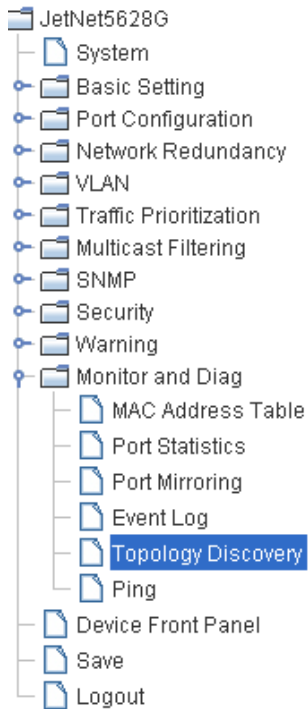 JetNet5628G
System
Basic Setting
Port Configuration
Network Redundancy
VLAN
Traffic Prioritization
Multicast Filtering
SNMP
Security
Warning
Monitor and Diag
MAC Address Table
Port Statistics
Port Mirroring
Event Log
Topology Discovery
Ping
Device Front Panel
Save
Logout